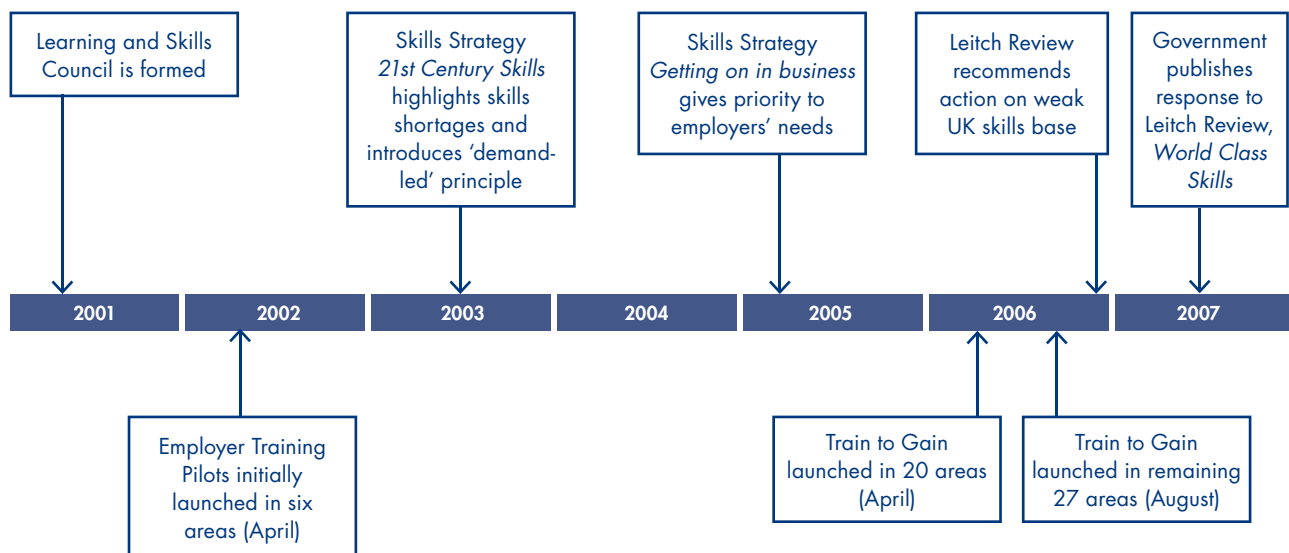 Learning and Skills
Council is formed
Skills Strategy
21st Century Skills
highlights skills
shortages and
introduces ‘demand-
led’ principle
Skills Strategy
Getting on in business
gives priority to
employers’ needs
Leitch Review
recommends
action on weak
UK skills base
Government
publishes
response to
Leitch Review,
World Class
Skills
2001
2002
2003
2004
2005
2006
2007
Employer Training
Pilots initially
launched in six
areas (April)
Train to Gain
launched in 20 areas
(April)
Train to Gain
launched in remaining
27 areas (August)